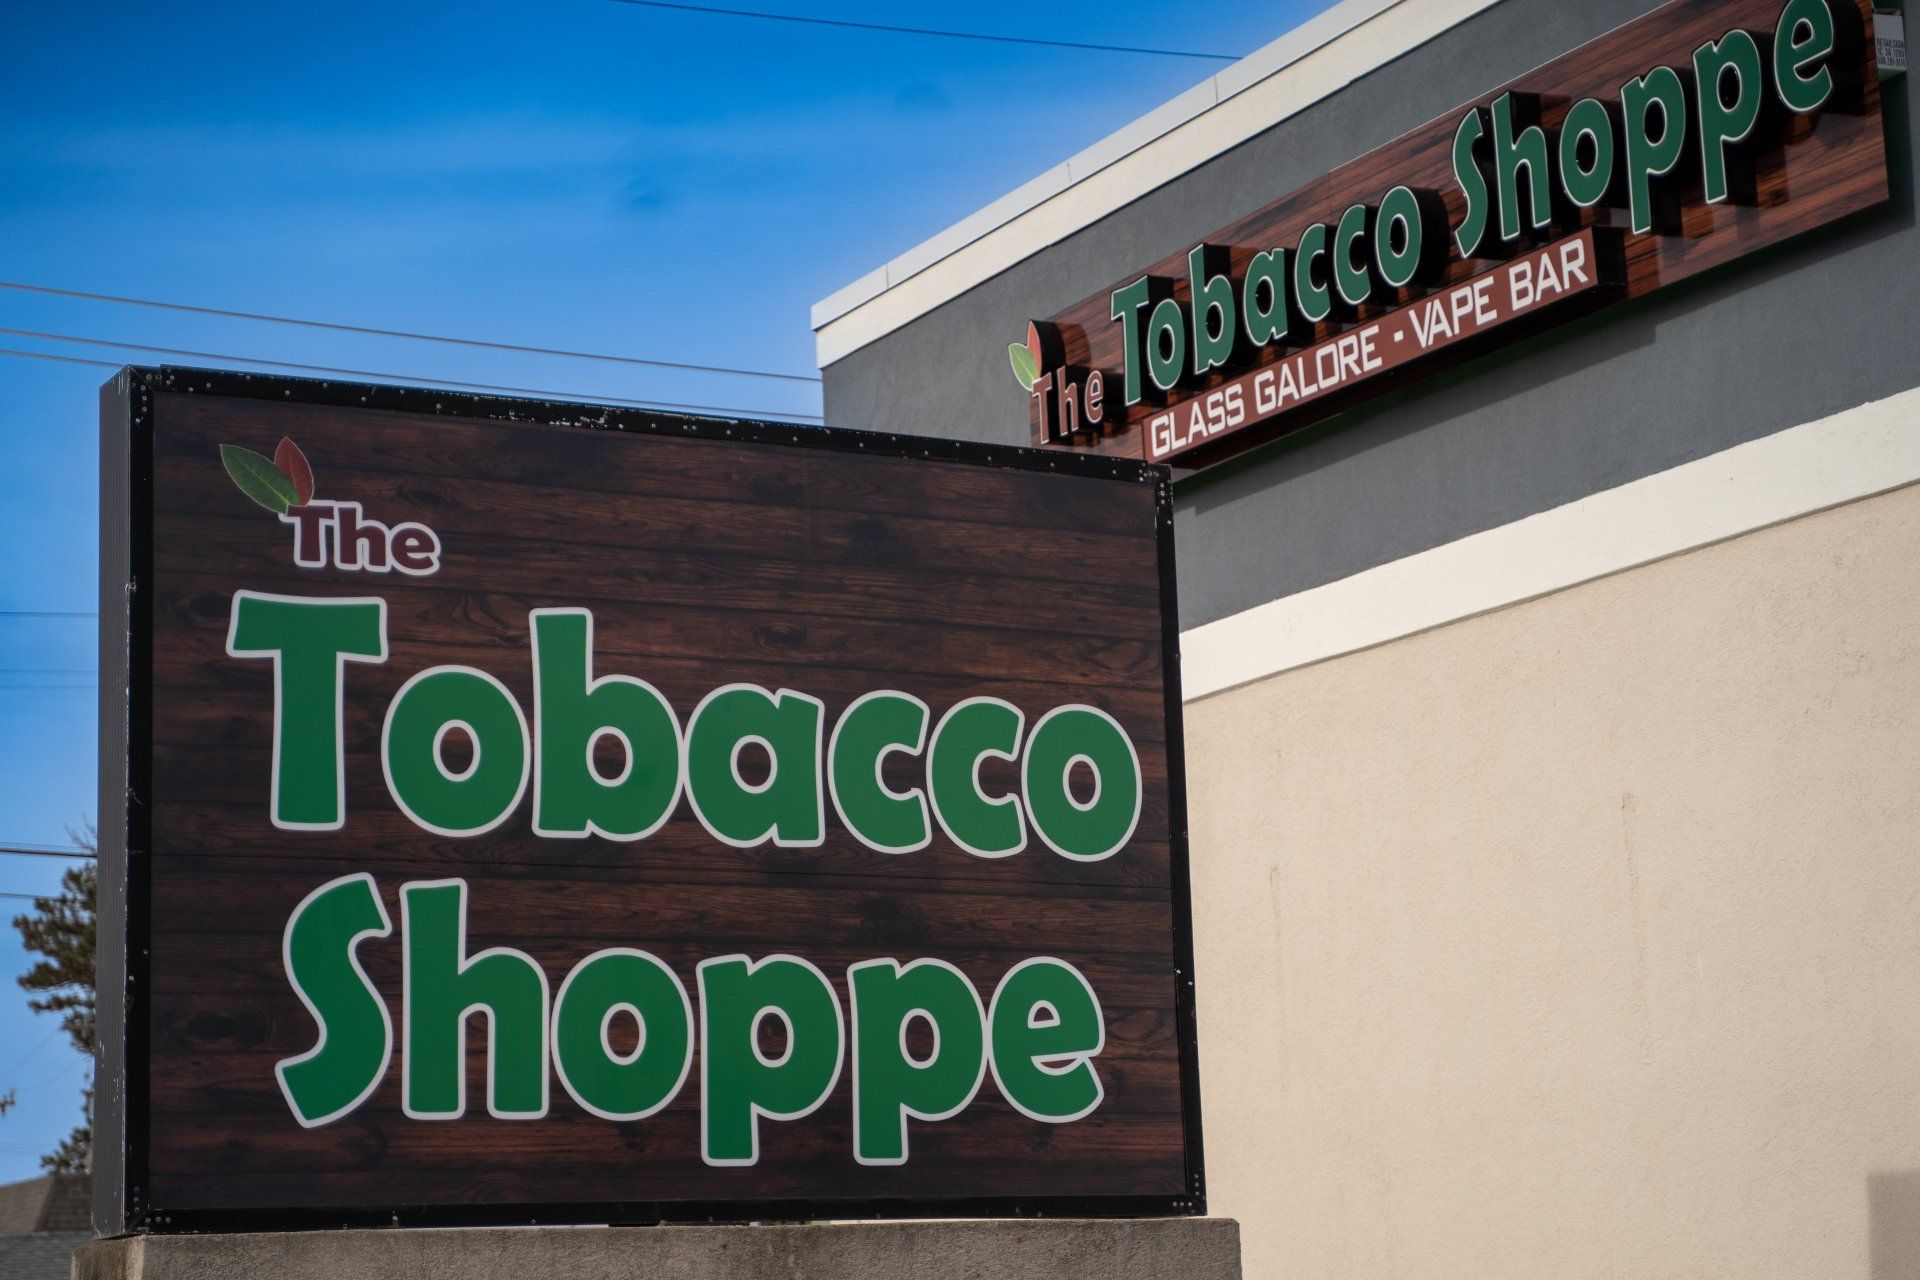 The
Tobacco
Shoppe
The Tobacco Shoppe
GLASS GALORE · VAPE BAR